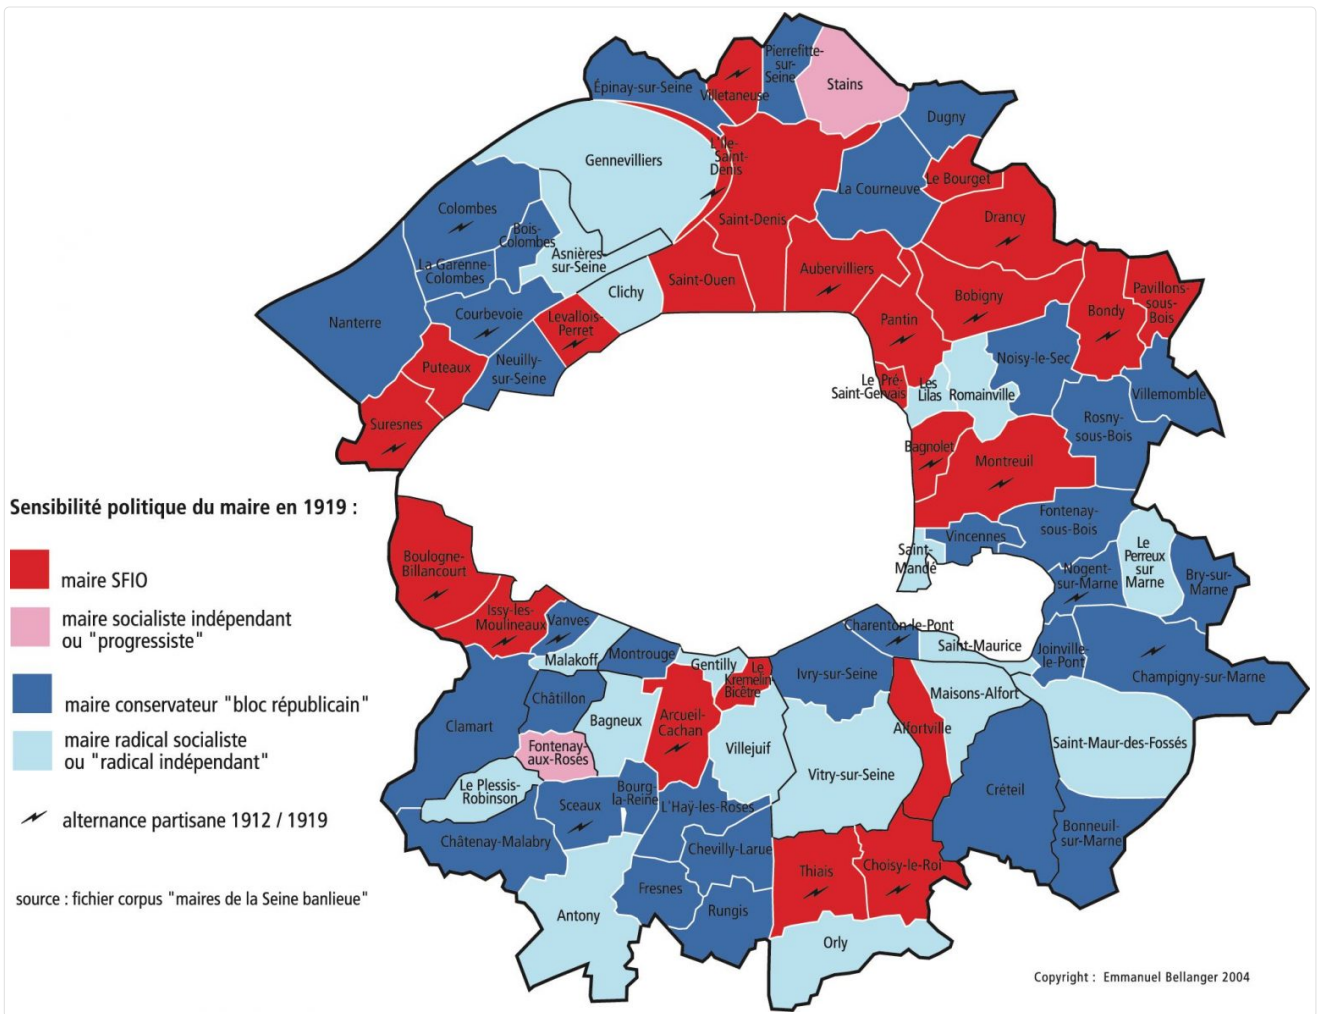 Pierrefitte-
sur-
Seine
Épinay-sur-Seine
Villetaneuse
Stains
Dugny
L'Île-
Saint-
Denis
Gennevilliers
La Courneuve
Le Bourget
Colombes
Bois-
Colombes
Saint-Denis
Drancy
La Garenne-
Colombes
Asnières-
sur-Seine
Saint-Ouen
Aubervilliers
Clichy
Bobigny
Pavillons-
sous-
Bois
Nanterre
Courbevoie
Levallois-
Perret
Pantin
Bondy
Puteaux
Neuilly-
sur-Seine
Noisy-le-Sec
Le Pré-
Saint-Gervais
Les
Lilas
Romainville
Villemomble
Suresnes
Rosny-
sous-Bois
Bagnolet
Montreuil
Sensibilité politique du maire en 1919 :
maire SFIO
maire socialiste indépendant
ou "progressiste"
maire conservateur "bloc républicain"
maire radical socialiste
ou "radical indépendant"
alternance partisane 1912 / 1919
source : fichier corpus "maires de la Seine banlieue"
Fontenay-
sous-Bois
Vincennes
Saint-
Mandé
Le
Perreux
sur
Marne
Nogent-
sur-Marne
Bry-sur-
Marne
Boulogne-
Billancourt
Issy-les-
Moulineaux
Vanves
Malakoff
Montrouge
Gentilly
Le
Kremelin-
Bicêtre
Charenton-le-Pont
Saint-Maurice
Joinville-
le-Pont
Champigny-sur-Marne
Ivry-sur-Seine
Maisons-Alfort
Clamart
Châtillon
Bagneux
Arcueil-
Cachan
Villejuif
Alfortville
Saint-Maur-des-Fossés
Fontenay-
aux-Roses
Vitry-sur-Seine
Le Plessis-
Robinson
Sceaux
Bourg-
la-Reine
L'Haÿ-les-Roses
Créteil
Châtenay-Malabry
Chevilly-Larue
Bonneuil-
sur-Marne
Thiais
Choisy-le-Roi
Fresnes
Rungis
Antony
Orly
Copyright : Emmanuel Bellanger 2004